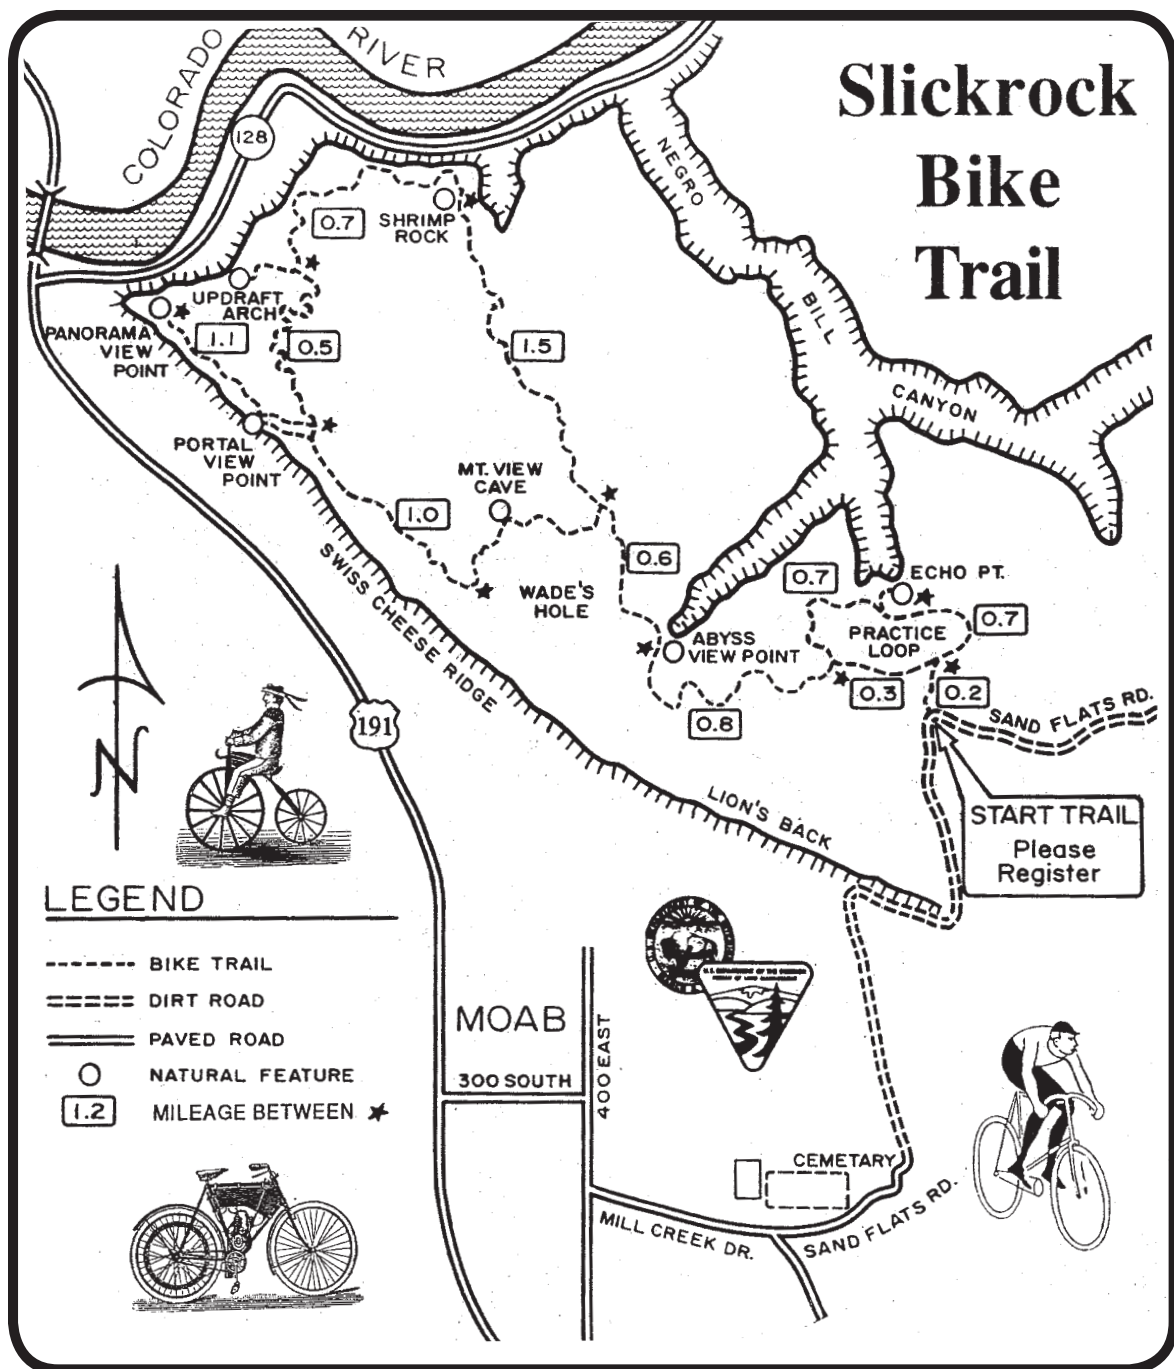 Slickrock
Bike
Trail
COLORADO
RIVER
128
NEGRO
BILL
CANYON
0.7
SHRIMP
ROCK
UPDRAFT
ARCH
PANORAMA
VIEW
POINT
1.1
0.5
1.5
PORTAL
VIEW
POINT
MT. VIEW
CAVE
1.0
0.6
WADE'S
HOLE
0.7
ECHO PT.
0.7
PRACTICE
LOOP
ABYSS
VIEW POINT
0.3
0.2
0.8
SAND FLATS RD.
SWISS CHEESE RIDGE
N
191
LION'S BACK
START TRAIL
Please
Register
LEGEND
BIKE TRAIL
DIRT ROAD
PAVED ROAD
NATURAL FEATURE
1.2 MILEAGE BETWEEN
MOAB
300 SOUTH
400 EAST
CEMETARY
MILL CREEK DR.
SAND FLATS RD.